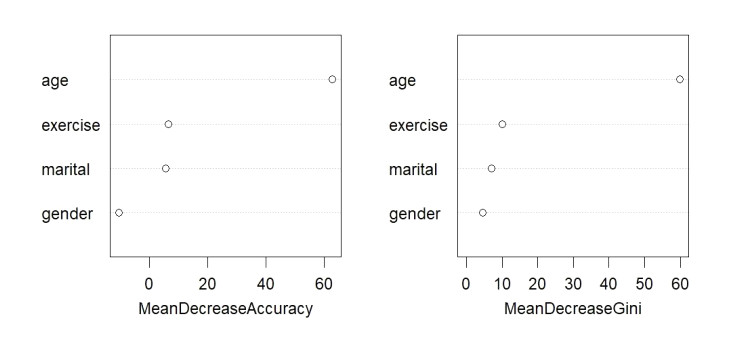 age
exercise
marital
gender
0 20 40 60
MeanDecreaseAccuracy
age
exercise
marital
gender
0 10 20 30 40 50 60
MeanDecreaseGini